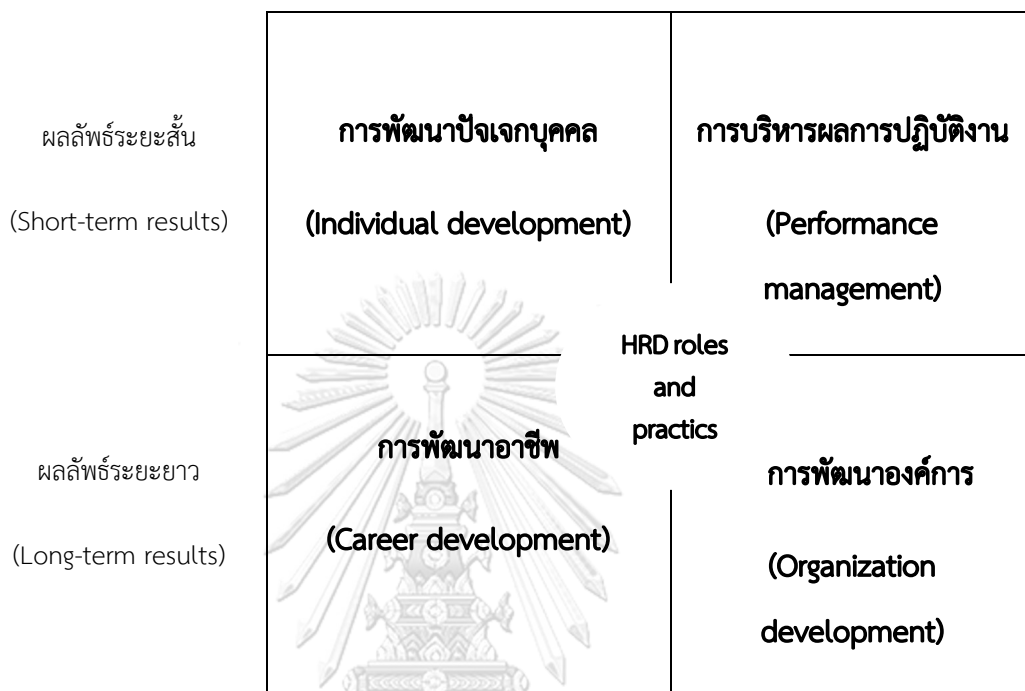 ผลลัพธ์ระยะสั้น
(Short-term results)
การพัฒนาปัจเจกบุคคล
(Individual development)
การบริหารผลการปฏิบัติงาน
(Performance
management)
HRD roles
and
practics
ผลลัพธ์ระยะยาว
(Long-term results)
การพัฒนาอาชีพ
(Career development)
การพัฒนาองค์การ
(Organization
development)